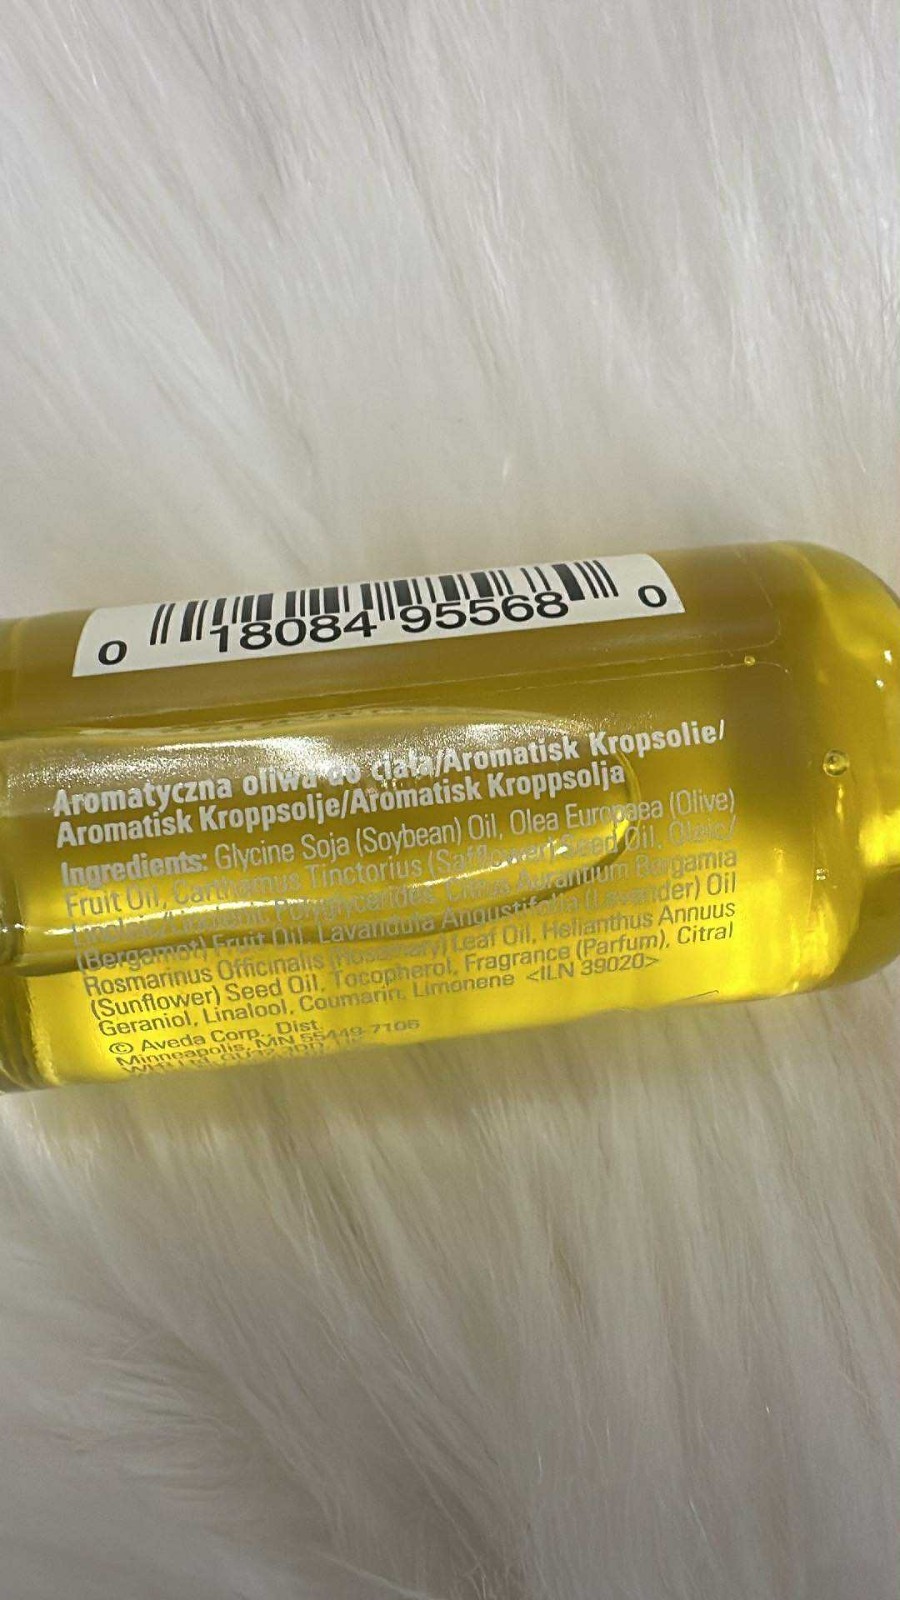 0 18084 95568 0
Aromatyczna oliwa do ciała/Aromatisk Kropsolie/
Aromatisk Kroppsolje/Aromatisk Kroppsolja
Ingredients: Glycine Soja (Soybean) Oil, Olea Europaea (Olive)
Fruit Oil, Carthamus Tinctorius (Safflower) Seed Oil, Oleic/
Linoleic/Linolenic Polyglycerides, Citrus Aurantium Bergamia
(Bergamot) Fruit Oil, Lavandula Angustifolia (Lavender) Oil
Rosmarinus Officinalis (Rosemary) Leaf Oil, Helianthus Annuus
(Sunflower) Seed Oil, Tocopherol, Fragrance (Parfum), Citral
Geraniol, Linalool, Coumarin, Limonene <ILN 39020>
© Aveda Corp., Dist.
Minneapolis, MN 55449-7106